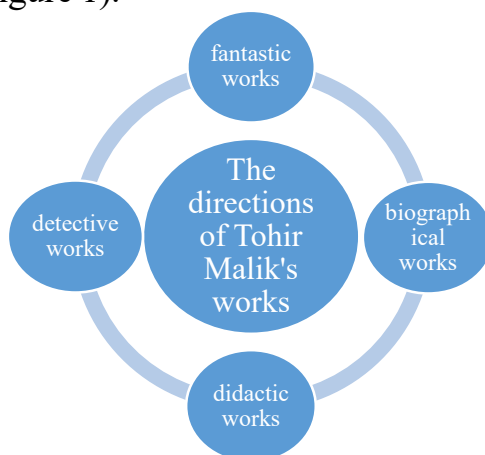 igure 1).
fantastic
works
The
directions
of Tohir
Malik's
works
detective
works
biograph
ical
works
didactic
works